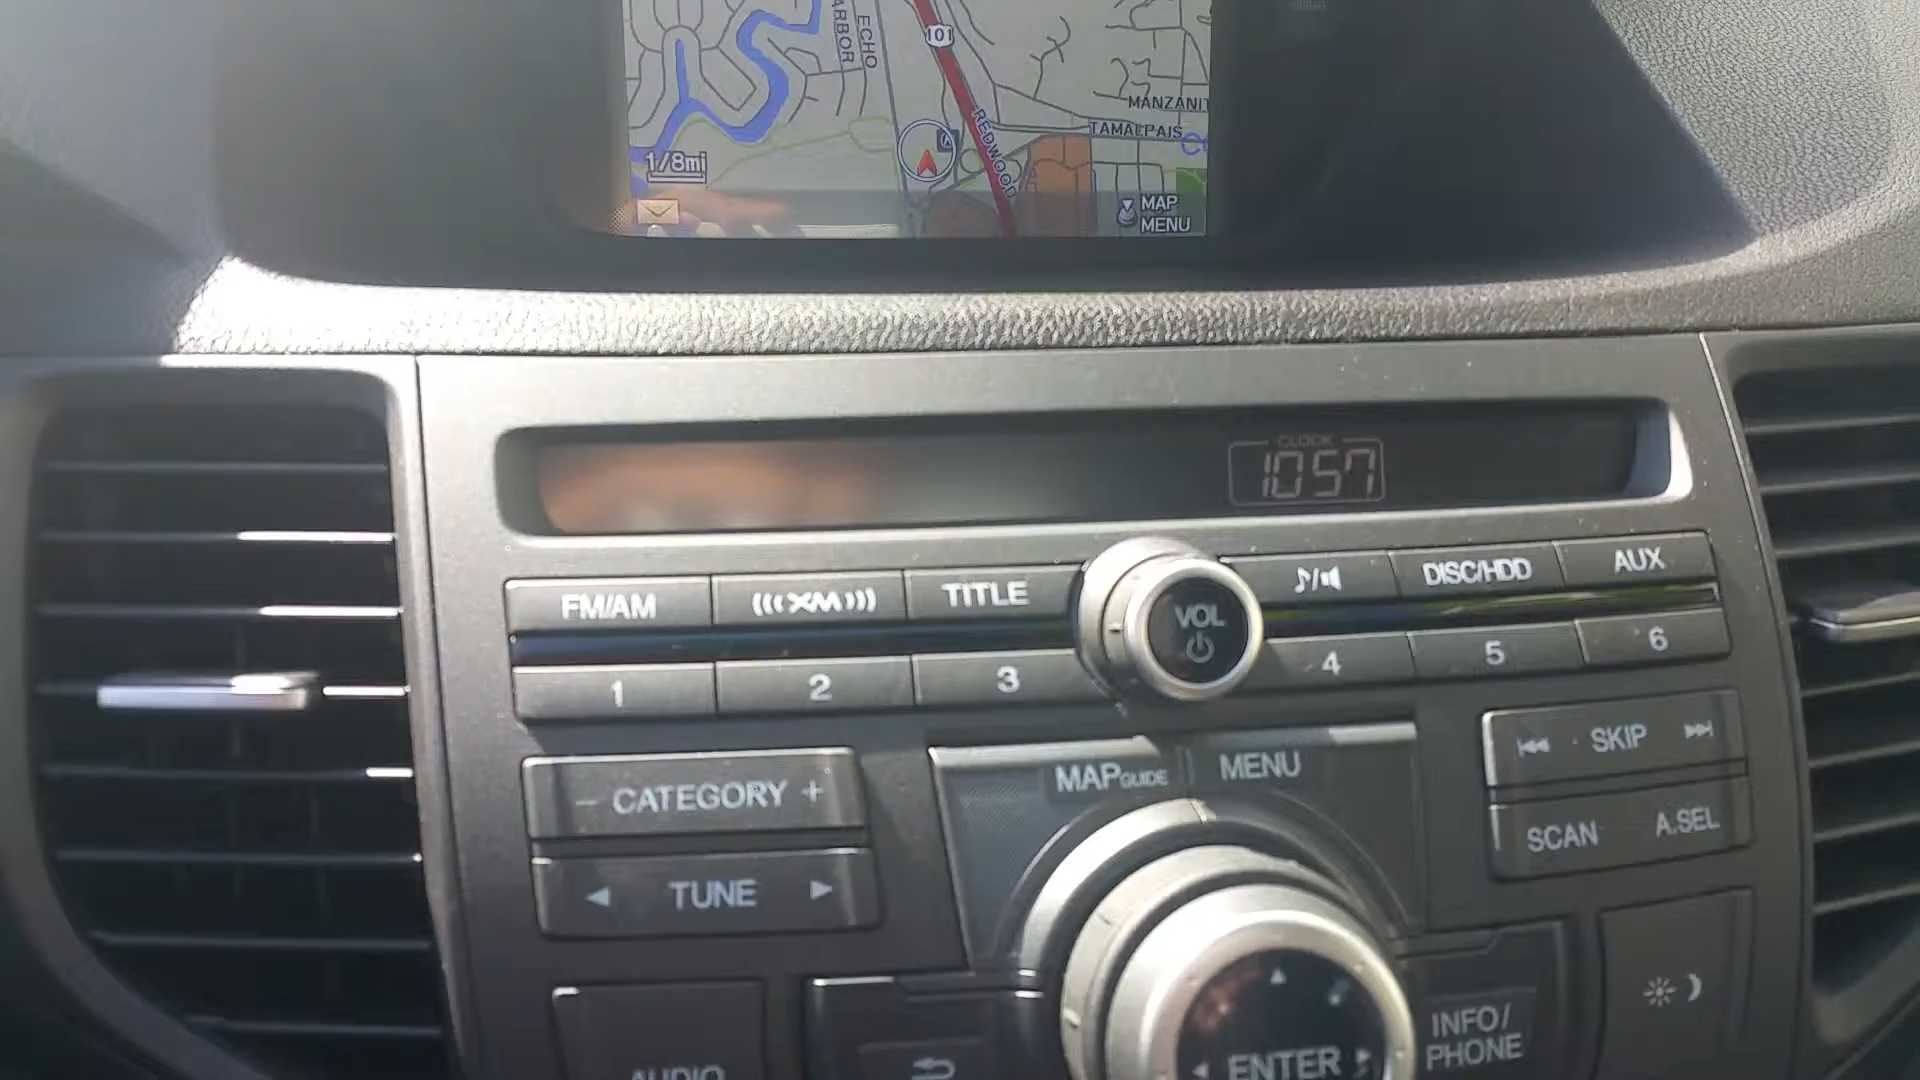 ECHO
ARBOR
101
REDWOOD
MANZANIT
TAMALPAIS
1/8mi
MAP
MENU
CLOCK
10 57
FM/AM
(((XM)))
TITLE
VOL
DISC/HDD
AUX
1
2
3
4
5
6
- CATEGORY +
MAP GUIDE
MENU
SKIP
TUNE
SCAN
A.SEL
AUDIO
ENTER
INFO/
PHONE